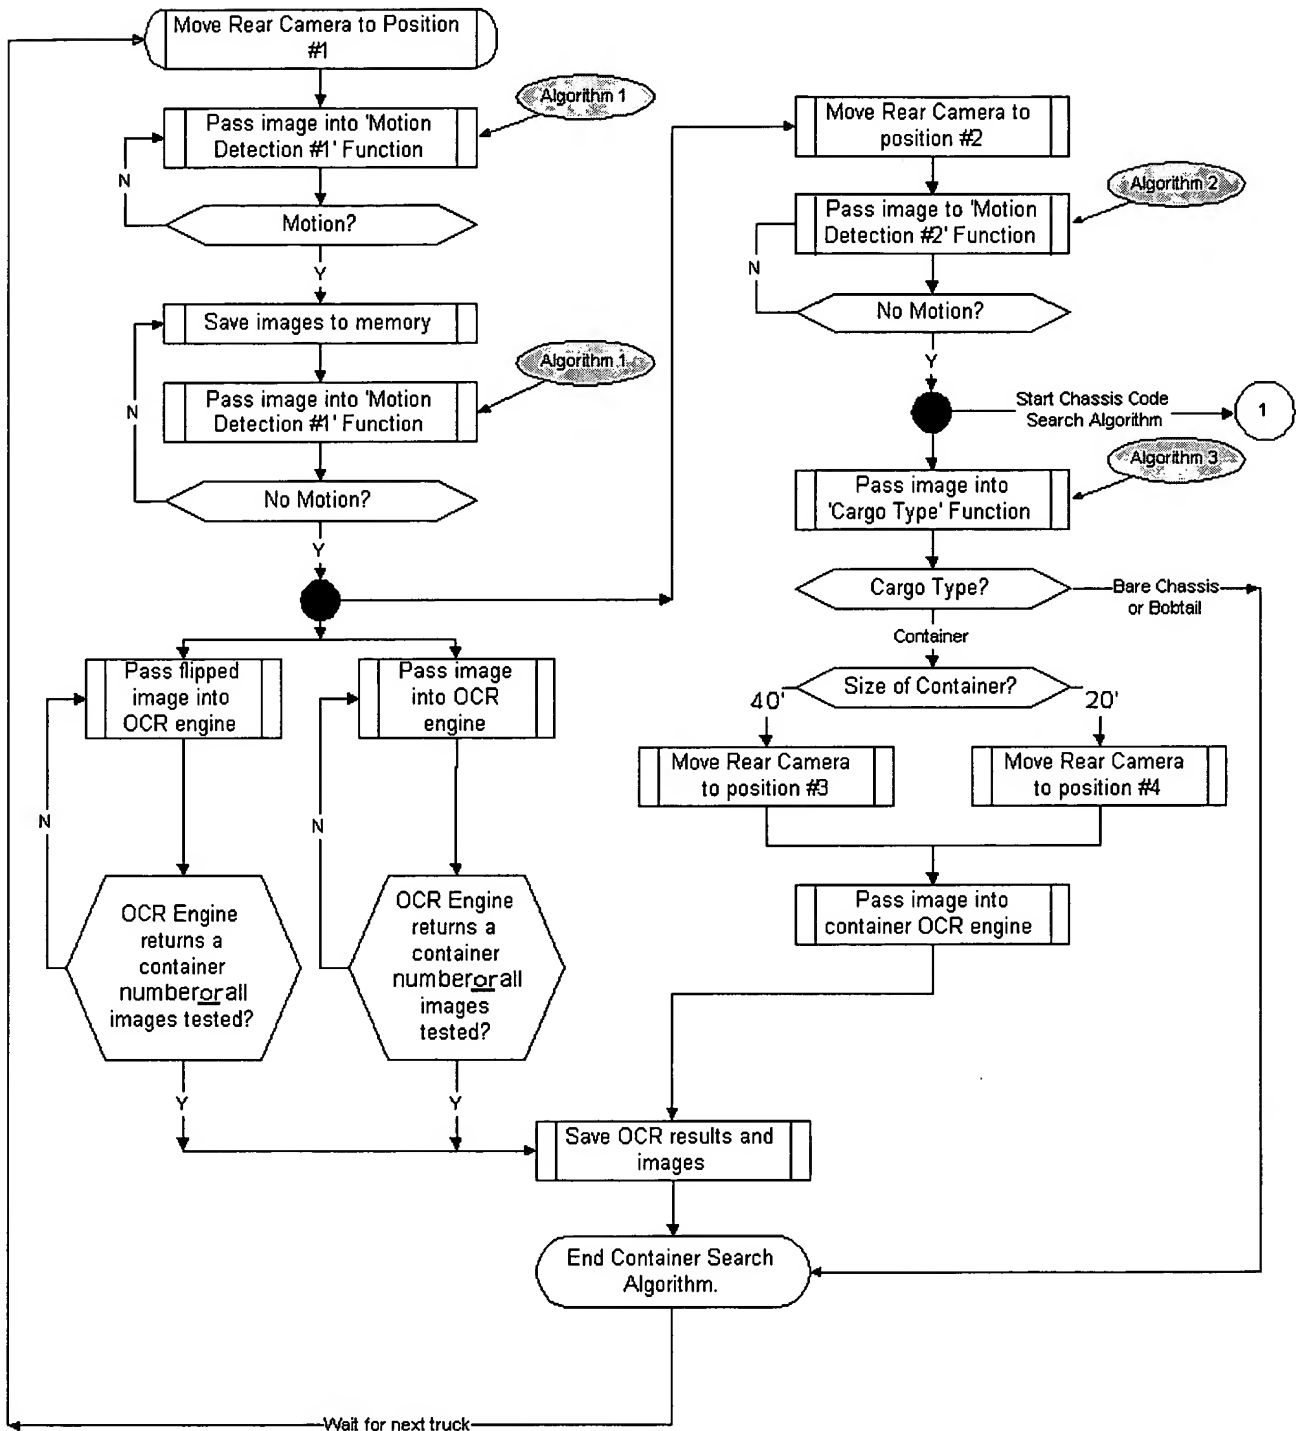 Move Rear Camera to Position
#1
Algorithm 1
Pass image into 'Motion
Detection #1' Function
N
Motion?
Y
Save images to memory
Algorithm 1
Pass image into 'Motion
Detection #1' Function
N
No Motion?
Y
Pass flipped
image into
OCR engine
Pass image
into OCR
engine
N
N
OCR Engine
returns a
container
number or all
images tested?
OCR Engine
returns a
container
number or all
images
tested?
Y
Y
Move Rear Camera to
position #2
Algorithm 2
Pass image to 'Motion
Detection #2' Function
N
No Motion?
Y
Start Chassis Code
Search Algorithm
1
Algorithm 3
Pass image into
'Cargo Type' Function
Cargo Type?
Bare Chassis
or Bobtail
Container
Size of Container?
40'
20'
Move Rear Camera
to position #3
Move Rear Camera
to position #4
Pass image into
container OCR engine
Save OCR results and
images
End Container Search
Algorithm.
Wait for next truck